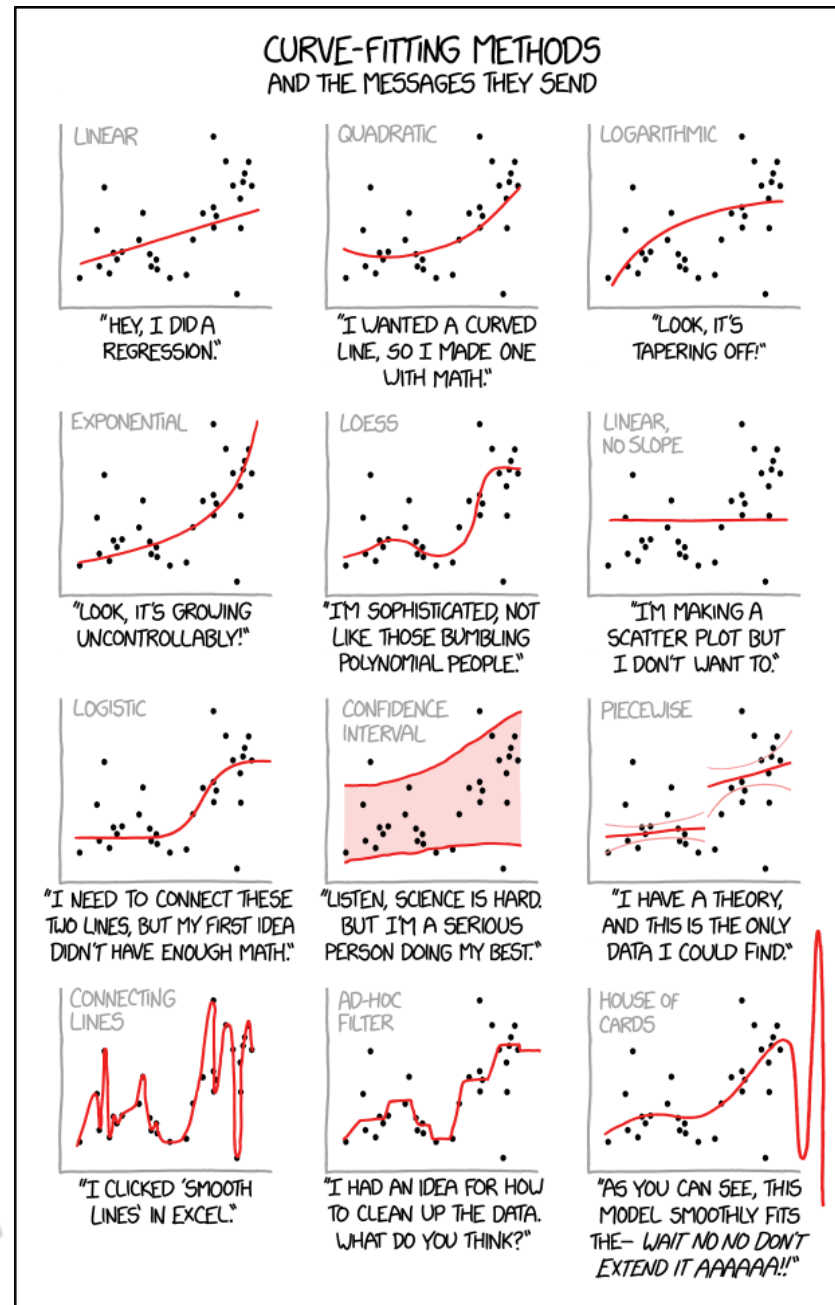 CURVE-FITTING METHODS
AND THE MESSAGES THEY SEND
LINEAR
"HEY, I DID A
REGRESSION."
QUADRATIC
"I WANTED A CURVED
LINE, SO I MADE ONE
WITH MATH."
LOGARITHMIC
"LOOK, IT'S
TAPERING OFF!"
EXPONENTIAL
"LOOK, IT'S GROWING
UNCONTROLLABLY!"
LOESS
"I'M SOPHISTICATED, NOT
LIKE THOSE BUMBLING
POLYNOMIAL PEOPLE."
LINEAR,
NO SLOPE
"I'M MAKING A
SCATTER PLOT BUT
I DON'T WANT TO."
LOGISTIC
"I NEED TO CONNECT THESE
TWO LINES, BUT MY FIRST IDEA
DIDN'T HAVE ENOUGH MATH."
CONFIDENCE
INTERVAL
"LISTEN, SCIENCE IS HARD.
BUT I'M A SERIOUS
PERSON DOING MY BEST."
PIECEWISE
"I HAVE A THEORY,
AND THIS IS THE ONLY
DATA I COULD FIND."
CONNECTING
LINES
"I CLICKED 'SMOOTH
LINES' IN EXCEL."
AD-HOC
FILTER
"I HAD AN IDEA FOR HOW
TO CLEAN UP THE DATA.
WHAT DO YOU THINK?"
HOUSE OF
CARDS
"AS YOU CAN SEE, THIS
MODEL SMOOTHLY FITS
THE- WAIT NO NO DON'T
EXTEND IT AAAAAA!!"